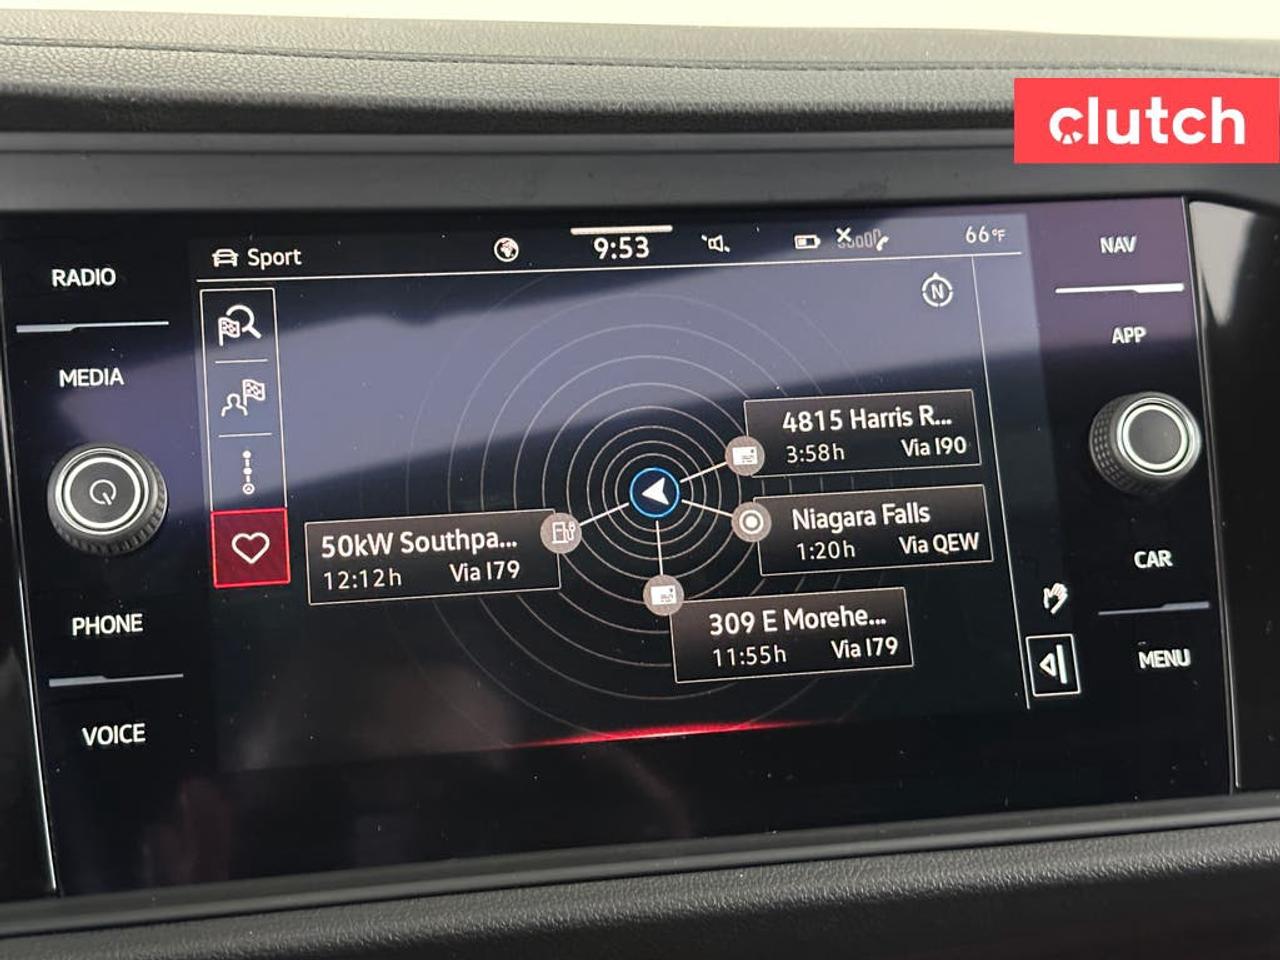 clutch
RADIO
MEDIA
PHONE
VOICE
Sport
9:53
66°F
N
4815 Harris R...
3:58h Via I90
Niagara Falls
1:20h Via QEW
50kW Southpa...
12:12h Via I79
309 E Morehe...
11:55h Via I79
NAV
APP
CAR
MENU